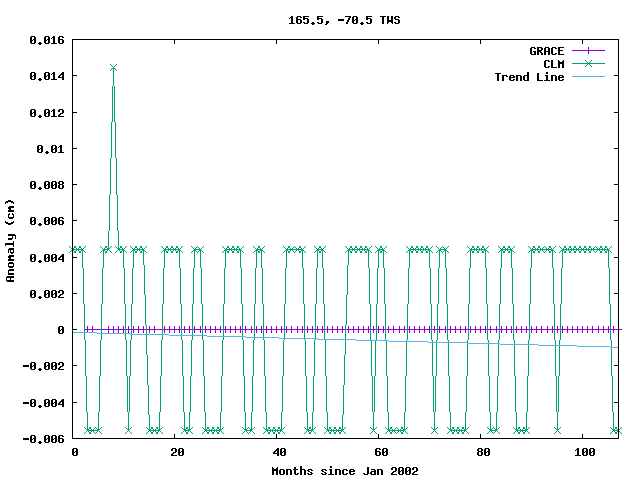 165.5, -70.5 TWS
GRACE
CLM
Trend Line
0.016
0.014
0.012
0.01
0.008
0.006
0.004
0.002
0
-0.002
-0.004
-0.006
Anomaly (cm)
0 20 40 60 80 100
Months since Jan 2002